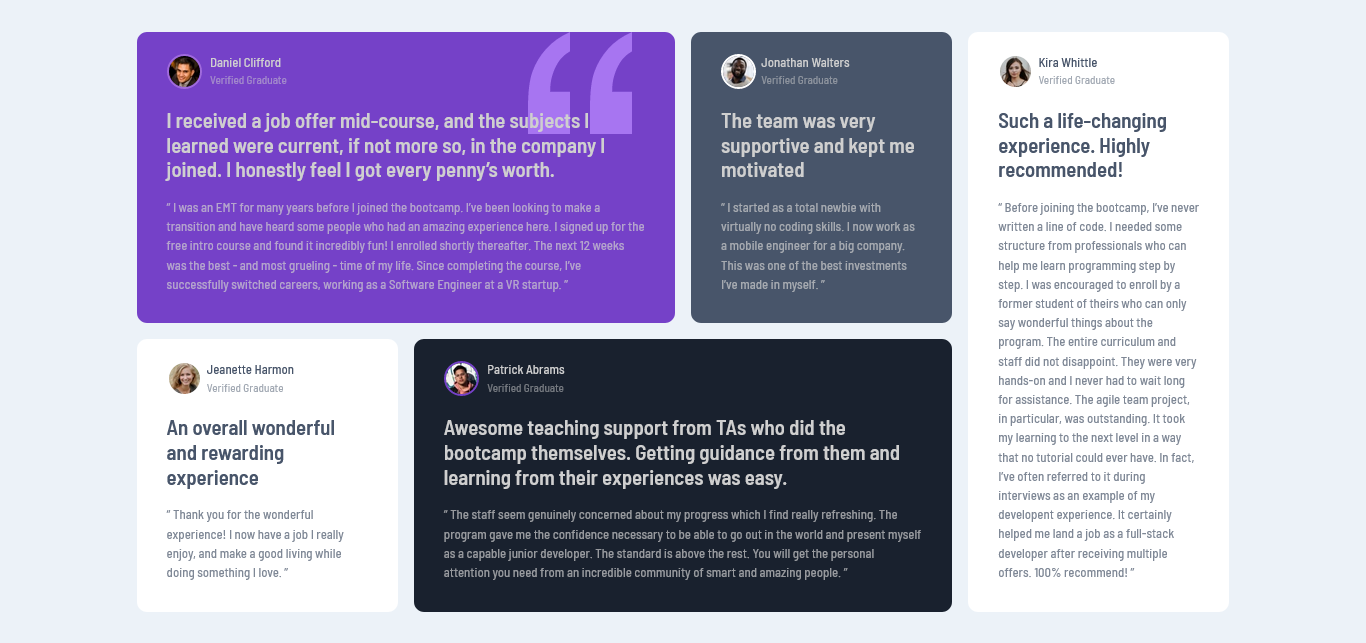 Daniel Clifford
Verified Graduate
I received a job offer mid-course, and the subjects I
learned were current, if not more so, in the company I
joined. I honestly feel I got every penny’s worth.
“ I was an EMT for many years before I joined the bootcamp. I’ve been looking to make a
transition and have heard some people who had an amazing experience here. I signed up for the
free intro course and found it incredibly fun! I enrolled shortly thereafter. The next 12 weeks
was the best - and most grueling - time of my life. Since completing the course, I’ve
successfully switched careers, working as a Software Engineer at a VR startup. ”
Jonathan Walters
Verified Graduate
The team was very
supportive and kept me
motivated
“ I started as a total newbie with
virtually no coding skills. I now work as
a mobile engineer for a big company.
This was one of the best investments
I’ve made in myself. ”
Kira Whittle
Verified Graduate
Such a life-changing
experience. Highly
recommended!
“ Before joining the bootcamp, I’ve never
written a line of code. I needed some
structure from professionals who can
help me learn programming step by
step. I was encouraged to enroll by a
former student of theirs who can only
say wonderful things about the
program. The entire curriculum and
staff did not disappoint. They were very
hands-on and I never had to wait long
for assistance. The agile team project,
in particular, was outstanding. It took
my learning to the next level in a way
that no tutorial could ever have. In fact,
I’ve often referred to it during
interviews as an example of my
developent experience. It certainly
helped me land a job as a full-stack
developer after receiving multiple
offers. 100% recommend! ”
Jeanette Harmon
Verified Graduate
An overall wonderful
and rewarding
experience
“ Thank you for the wonderful
experience! I now have a job I really
enjoy, and make a good living while
doing something I love. ”
Patrick Abrams
Verified Graduate
Awesome teaching support from TAs who did the
bootcamp themselves. Getting guidance from them and
learning from their experiences was easy.
“ The staff seem genuinely concerned about my progress which I find really refreshing. The
program gave me the confidence necessary to be able to go out in the world and present myself
as a capable junior developer. The standard is above the rest. You will get the personal
attention you need from an incredible community of smart and amazing people. ”